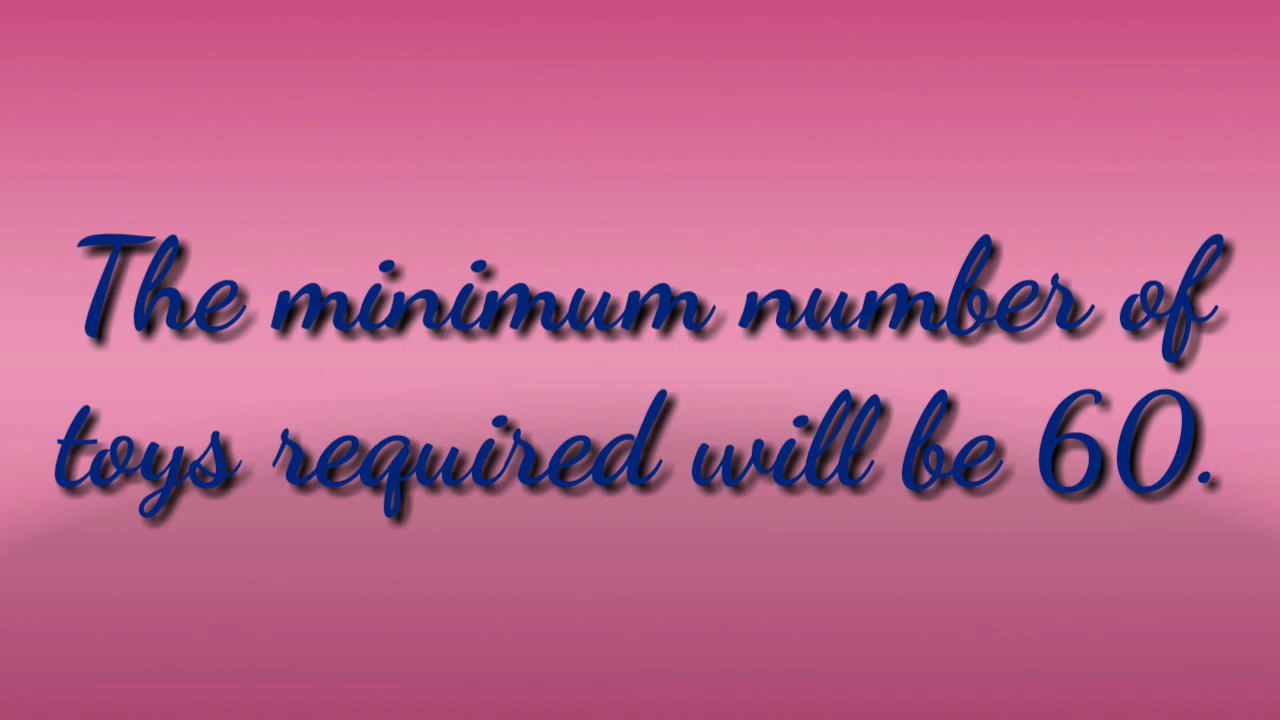 The minimum number of
toys required will be 60.